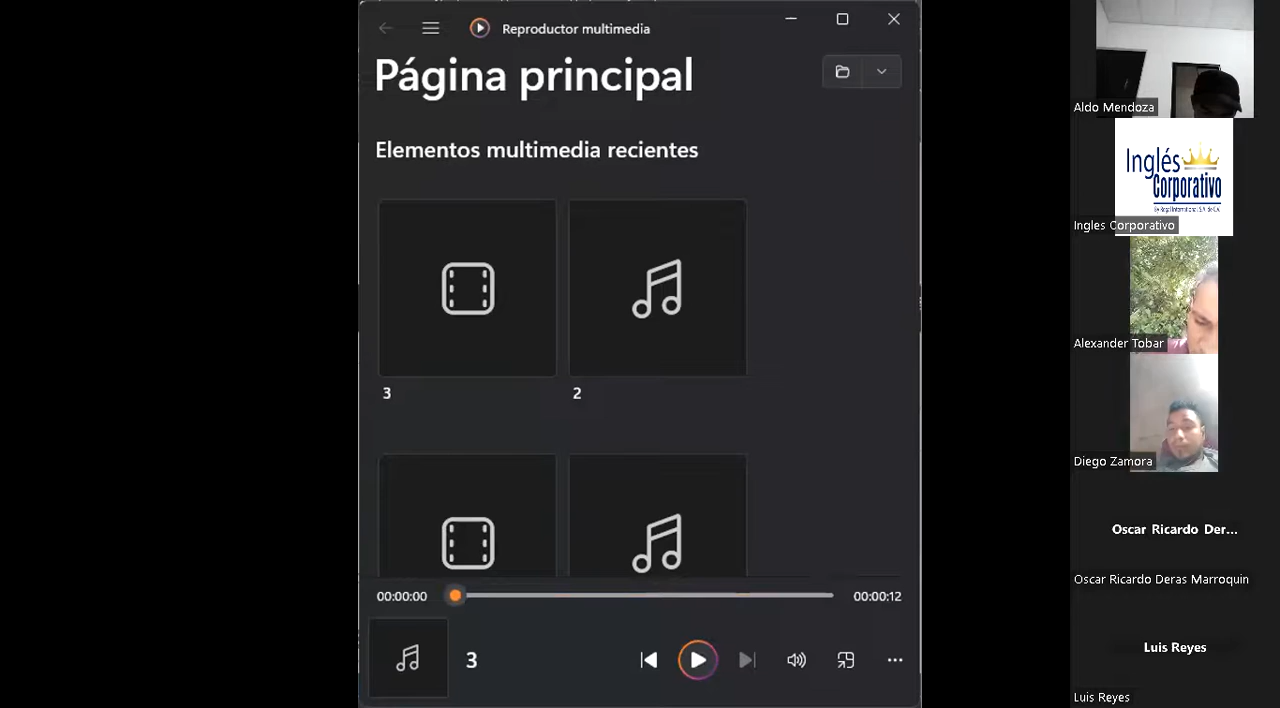 Reproductor multimedia
Página principal
Elementos multimedia recientes
3
2
00:00:00
00:00:12
3
Aldo Mendoza
Inglés
Corporativo
Ingles Corporativo
Alexander Tobar
Diego Zamora
Oscar Ricardo Der...
Oscar Ricardo Deras Marroquin
Luis Reyes
Luis Reyes